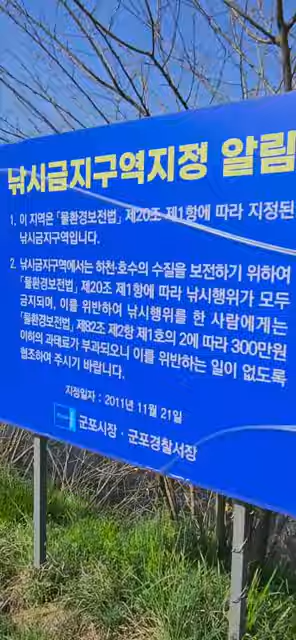 낚시금지구역지정 알림
1. 이 지역은 「물환경보전법」 제20조 제1항에 따라 지정된
낚시금지구역입니다.
2. 낚시금지구역에서는 하천·호수의 수질을 보전하기 위하여
「물환경보전법」 제20조 제1항에 따라 낚시행위가 모두
금지되며, 이를 위반하여 낚시행위를 한 사람에게는
「물환경보전법」 제82조 제2항 제1호의 2에 따라 300만원
이하의 과태료가 부과되오니 이를 위반하는 일이 없도록
협조하여 주시기 바랍니다.
지정일자 : 2011년 11월 21일
군포시장·군포경찰서장